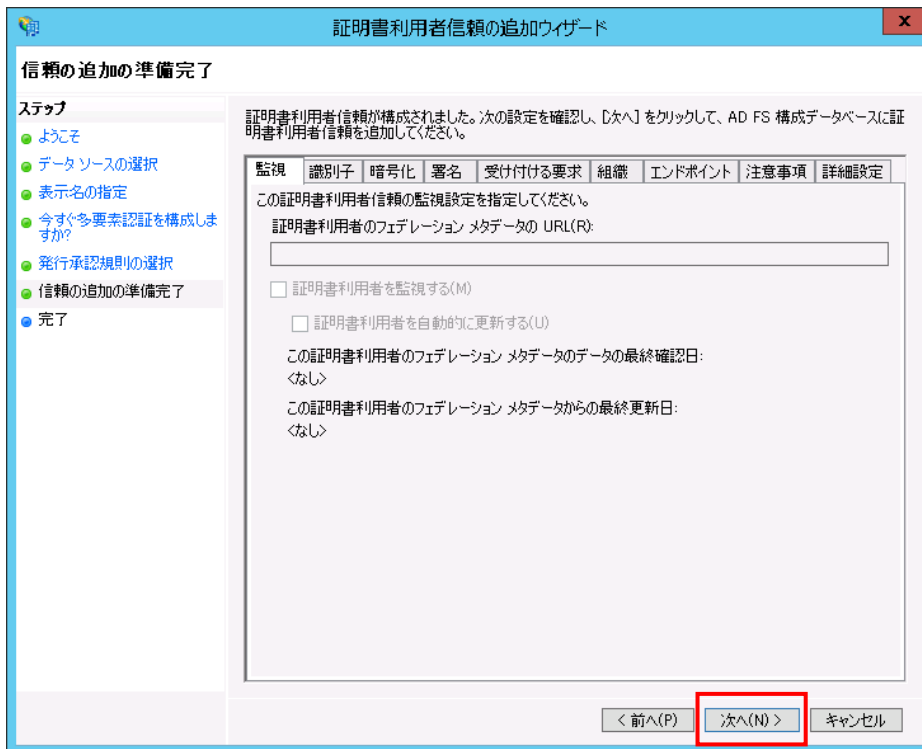 証明書利用者信頼の追加ウィザード
x
信頼の追加の準備完了
ステップ
ようこそ
データ ソースの選択
表示名の指定
今すぐ多要素認証を構成しま
すか?
発行承認規則の選択
信頼の追加の準備完了
完了
証明書利用者信頼が構成されました。次の設定を確認し、[次へ] をクリックして、AD FS 構成データベースに証
明書利用者信頼を追加してください。
監視 識別子 暗号化 署名 受け付ける要求 組織 エンドポイント 注意事項 詳細設定
この証明書利用者信頼の監視設定を指定してください。
証明書利用者のフェデレーション メタデータの URL(R):
証明書利用者を監視する(M)
証明書利用者を自動的に更新する(U)
この証明書利用者のフェデレーション メタデータのデータの最終確認日:
<なし>
この証明書利用者のフェデレーション メタデータからの最終更新日:
<なし>
< 前へ(P) 次へ(N) > キャンセル